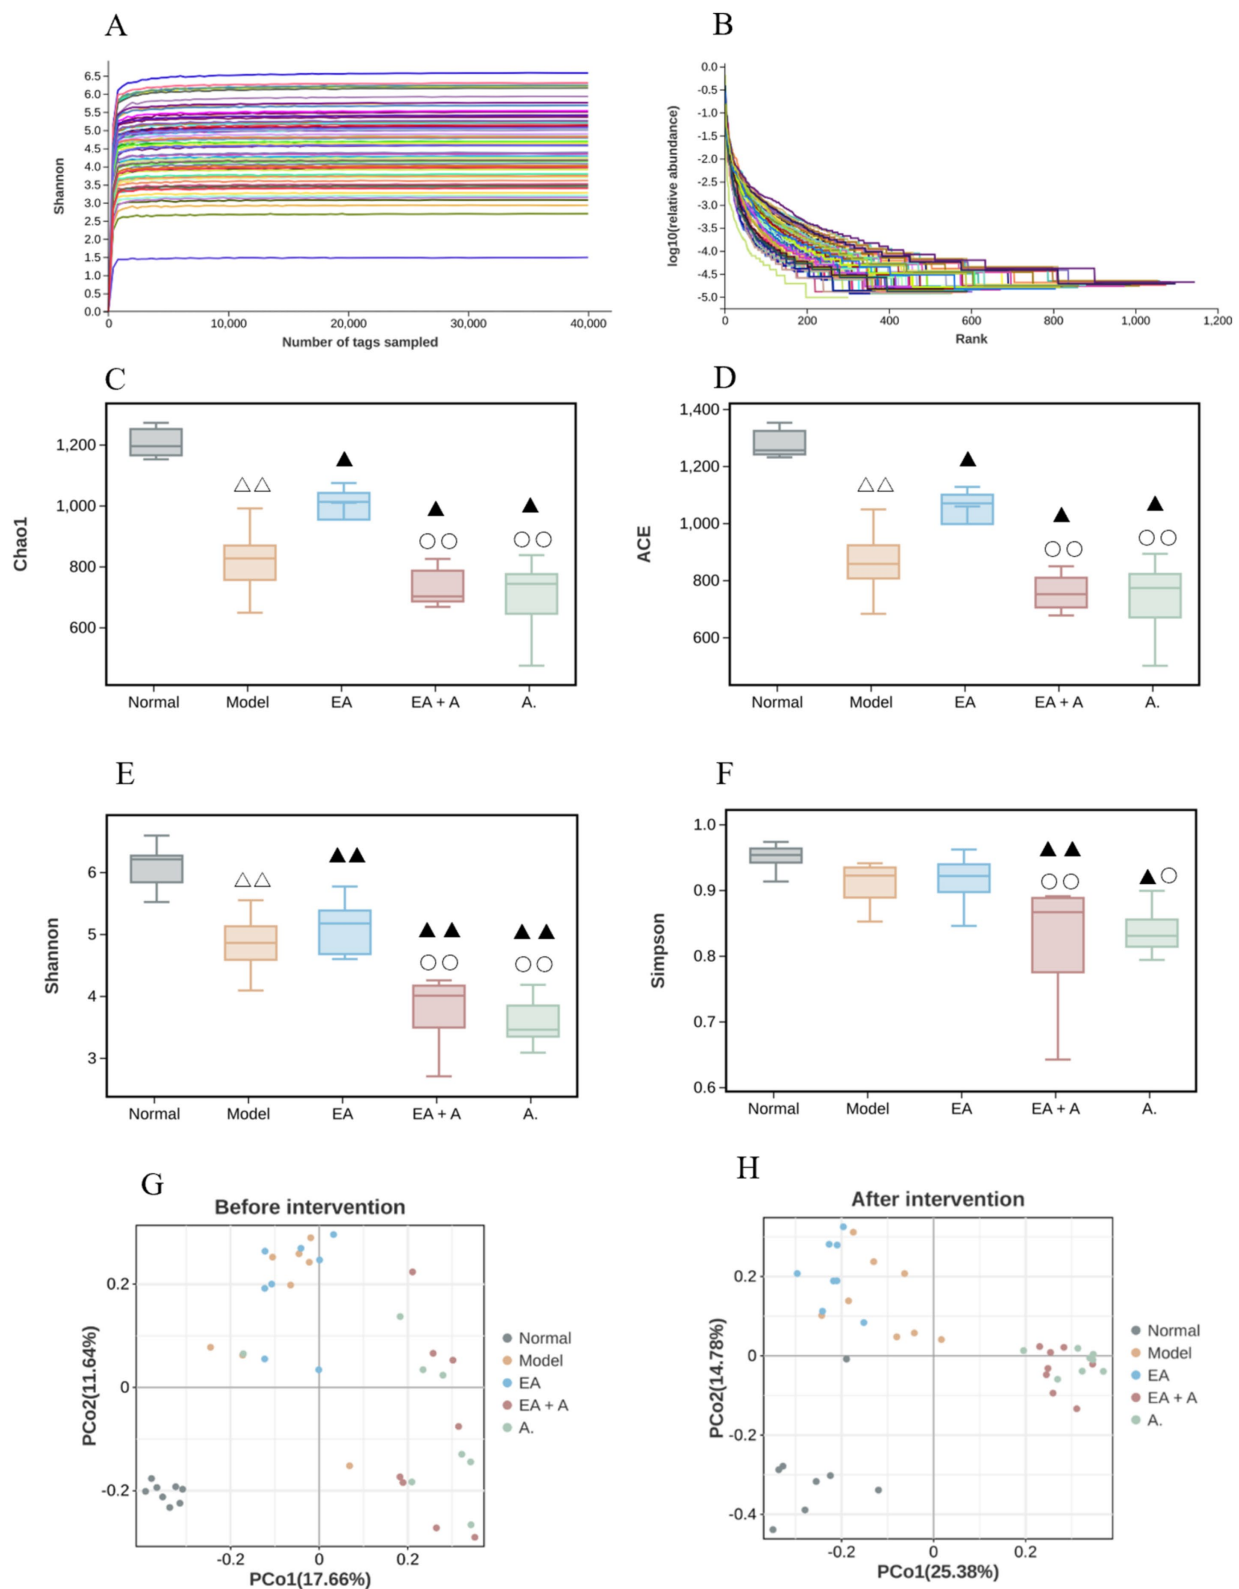 A
6.5
6.0
5.5
5.0
4.5
4.0
3.5
3.0
2.5
2.0
1.5
1.0
0.5
0.0
Shannon
0
10,000
20,000
30,000
40,000
Number of tags sampled
B
0.0
-0.5
-1.0
-1.5
-2.0
-2.5
-3.0
-3.5
-4.0
-4.5
-5.0
log10(relative abundance)
0
200
400
600
800
1,000
1,200
Rank
C
1,200
1,000
800
600
Chao1
△△
▲
▲
○○
▲
○○
Normal
Model
EA
EA + A
A.
D
1,400
1,200
1,000
800
600
ACE
△△
▲
▲
○○
▲
○○
Normal
Model
EA
EA + A
A.
E
6
5
4
3
Shannon
△△
▲▲
▲▲
○○
▲▲
○○
Normal
Model
EA
EA + A
A.
F
1.0
0.9
0.8
0.7
0.6
Simpson
▲▲
○○
▲○
Normal
Model
EA
EA + A
A.
G
Before intervention
0.2
0
-0.2
PCo2(11.64%)
-0.2
0
0.2
PCo1(17.66%)
Normal
Model
EA
EA + A
A.
H
After intervention
0.2
0
-0.2
-0.4
PCo2(14.78%)
-0.2
0
0.2
PCo1(25.38%)
Normal
Model
EA
EA + A
A.